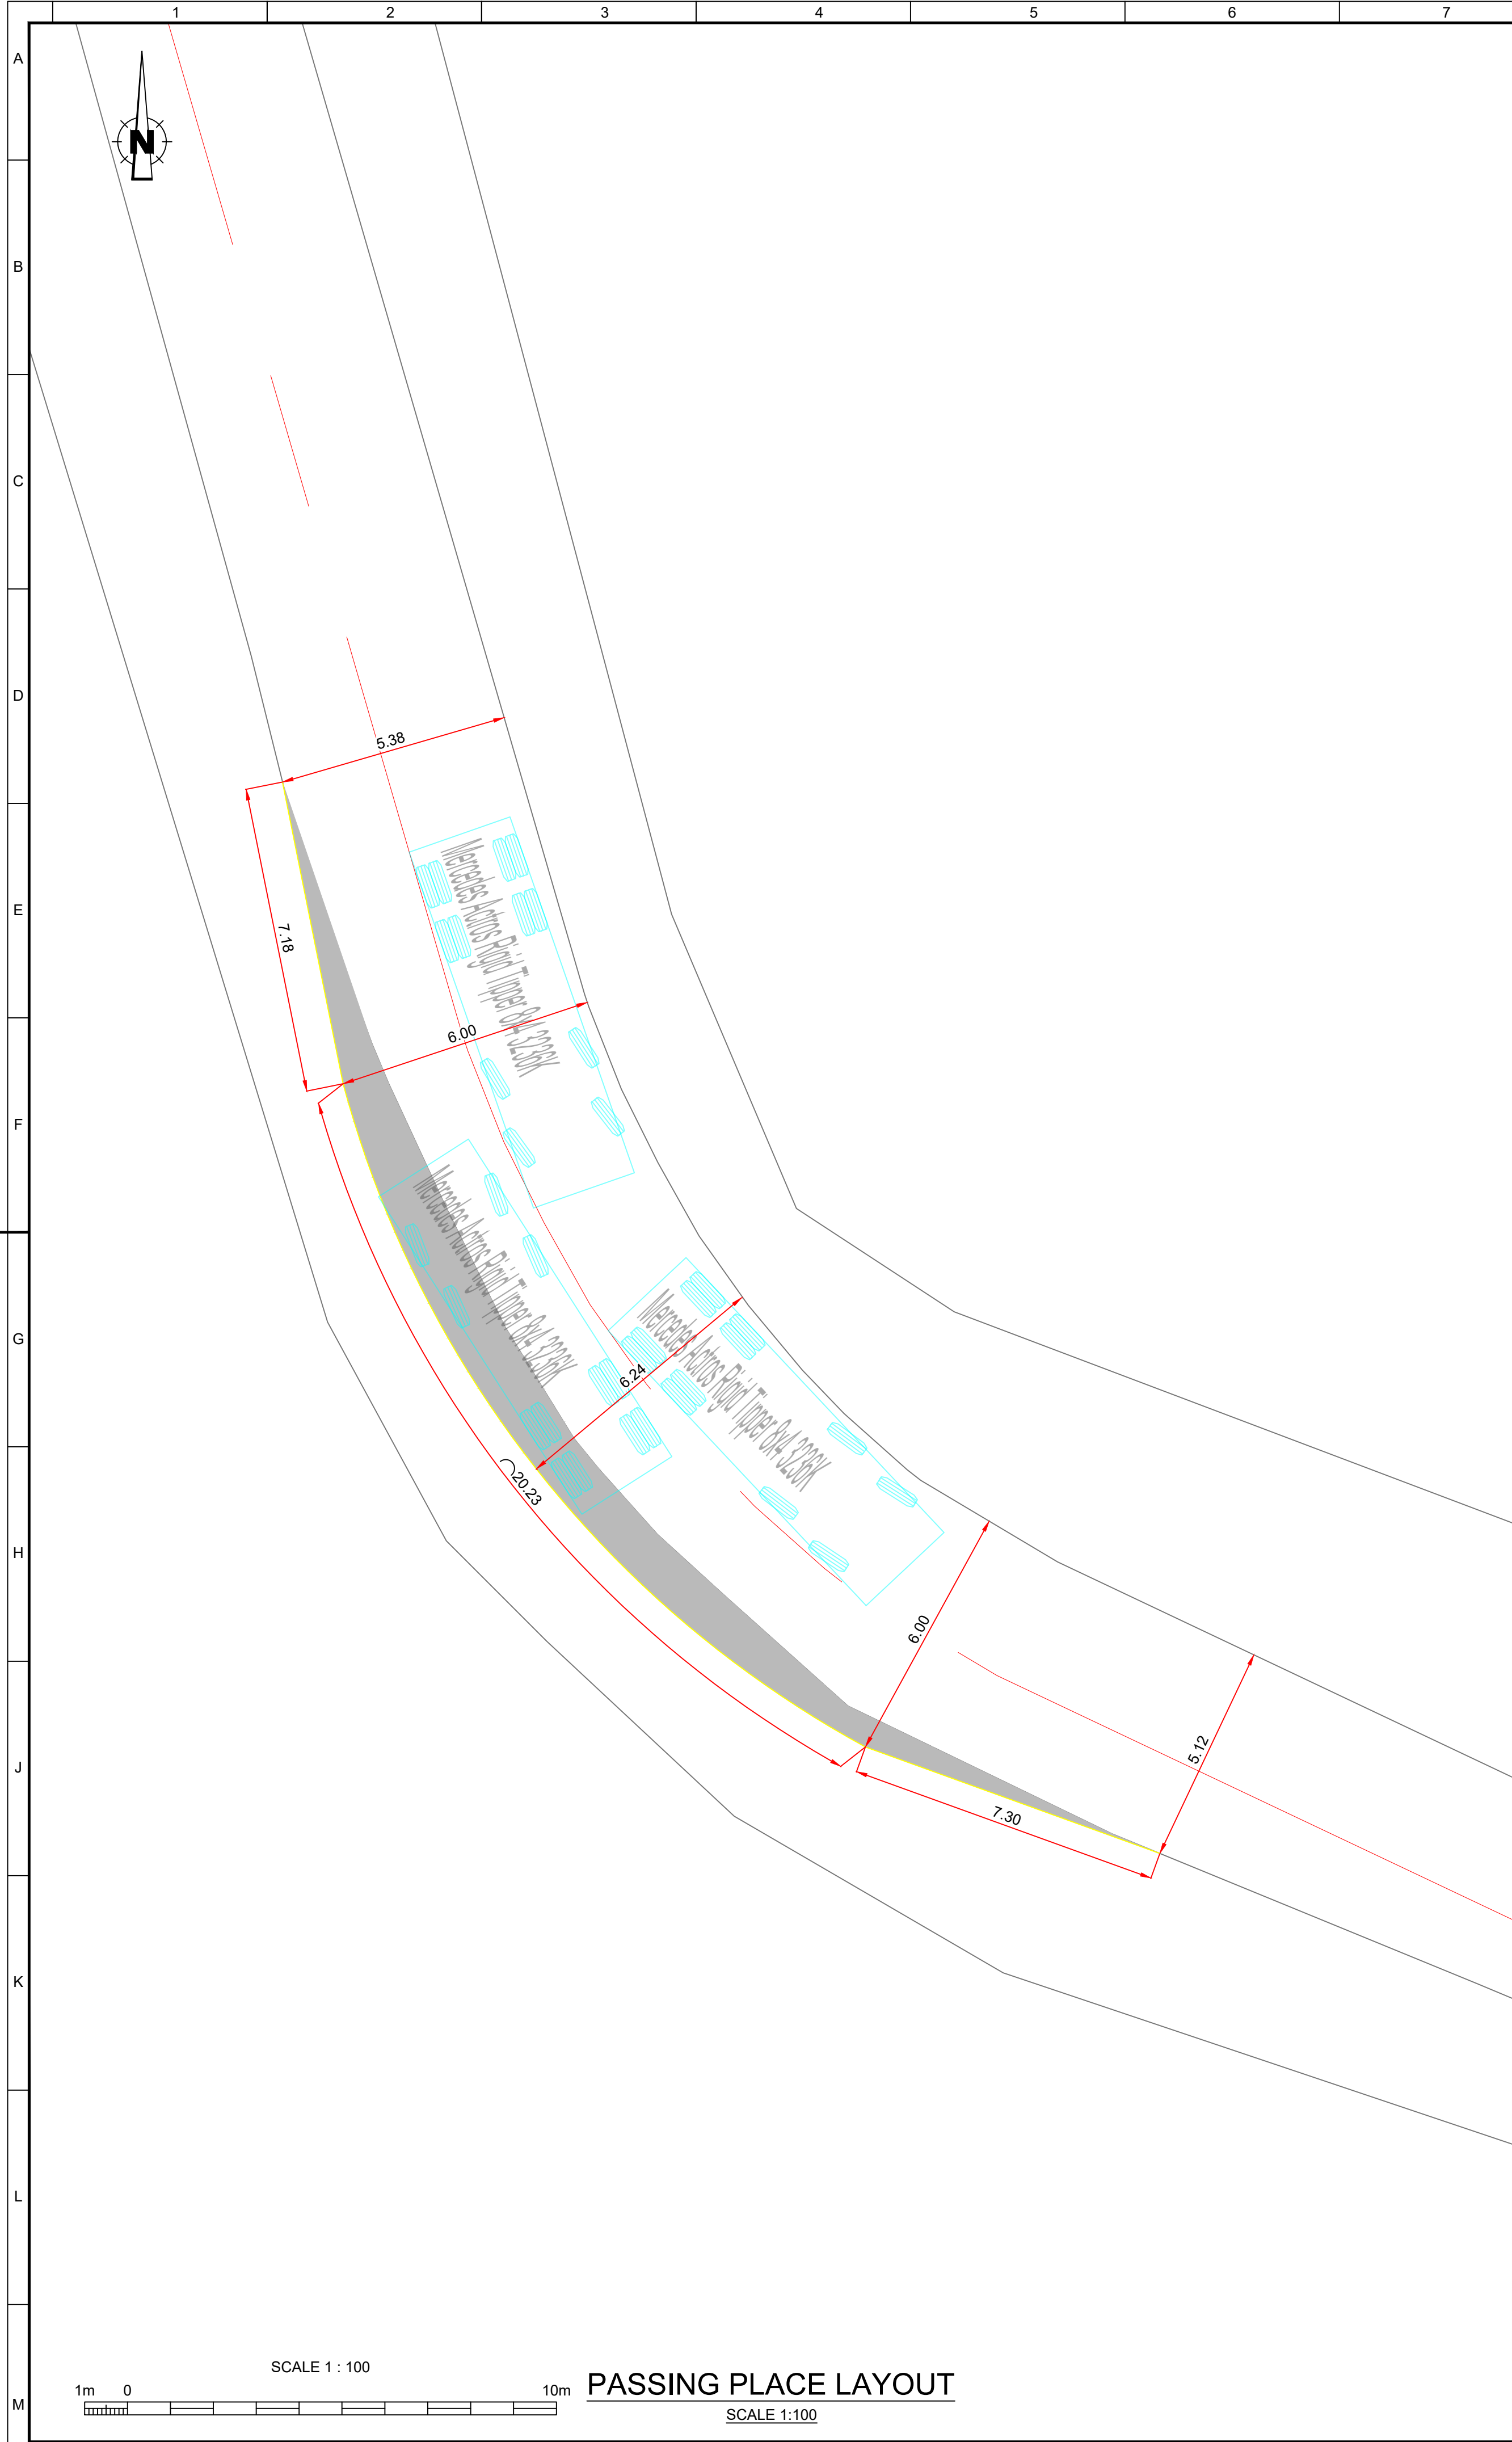 1 2 3 4 5 6 7
A
N
B
C
D
5.38
E
Mercedes Actros Rigid Tipper 8x4 3236K
7.18
6.00
F
Mercedes Actros Rigid Tipper 8x4 3236K
G
Mercedes Actros Rigid Tipper 8x4 3236K
6.24
20.23
H
6.00
J
5.12
7.30
K
L
SCALE 1 : 100
1m 0 10m
PASSING PLACE LAYOUT
SCALE 1:100
M